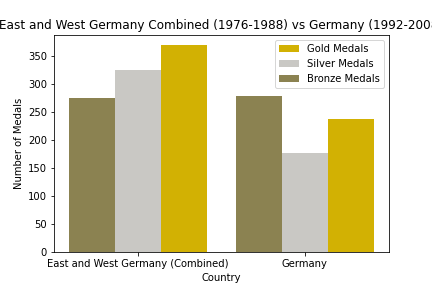 East and West Germany Combined (1976-1988) vs Germany (1992-200
Gold Medals
Silver Medals
Bronze Medals
Number of Medals
350
300
250
200
150
100
50
0
East and West Germany (Combined)
Germany
Country